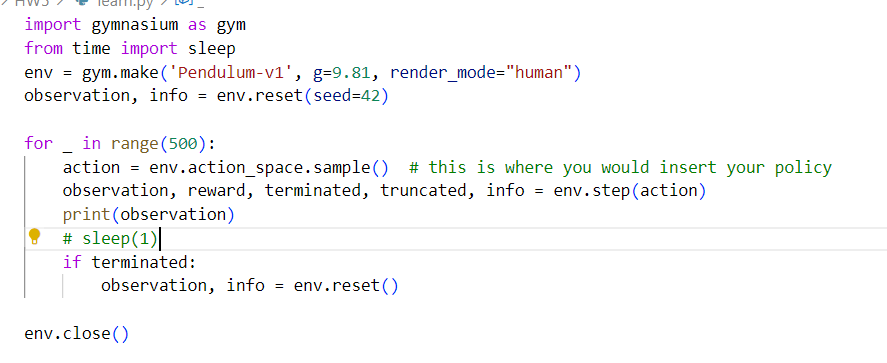 HW5 > learn.py > _
import gymnasium as gym
from time import sleep
env = gym.make('Pendulum-v1', g=9.81, render_mode="human")
observation, info = env.reset(seed=42)
for _ in range(500):
    action = env.action_space.sample()  # this is where you would insert your policy
    observation, reward, terminated, truncated, info = env.step(action)
    print(observation)
    # sleep(1)
    if terminated:
        observation, info = env.reset()
env.close()